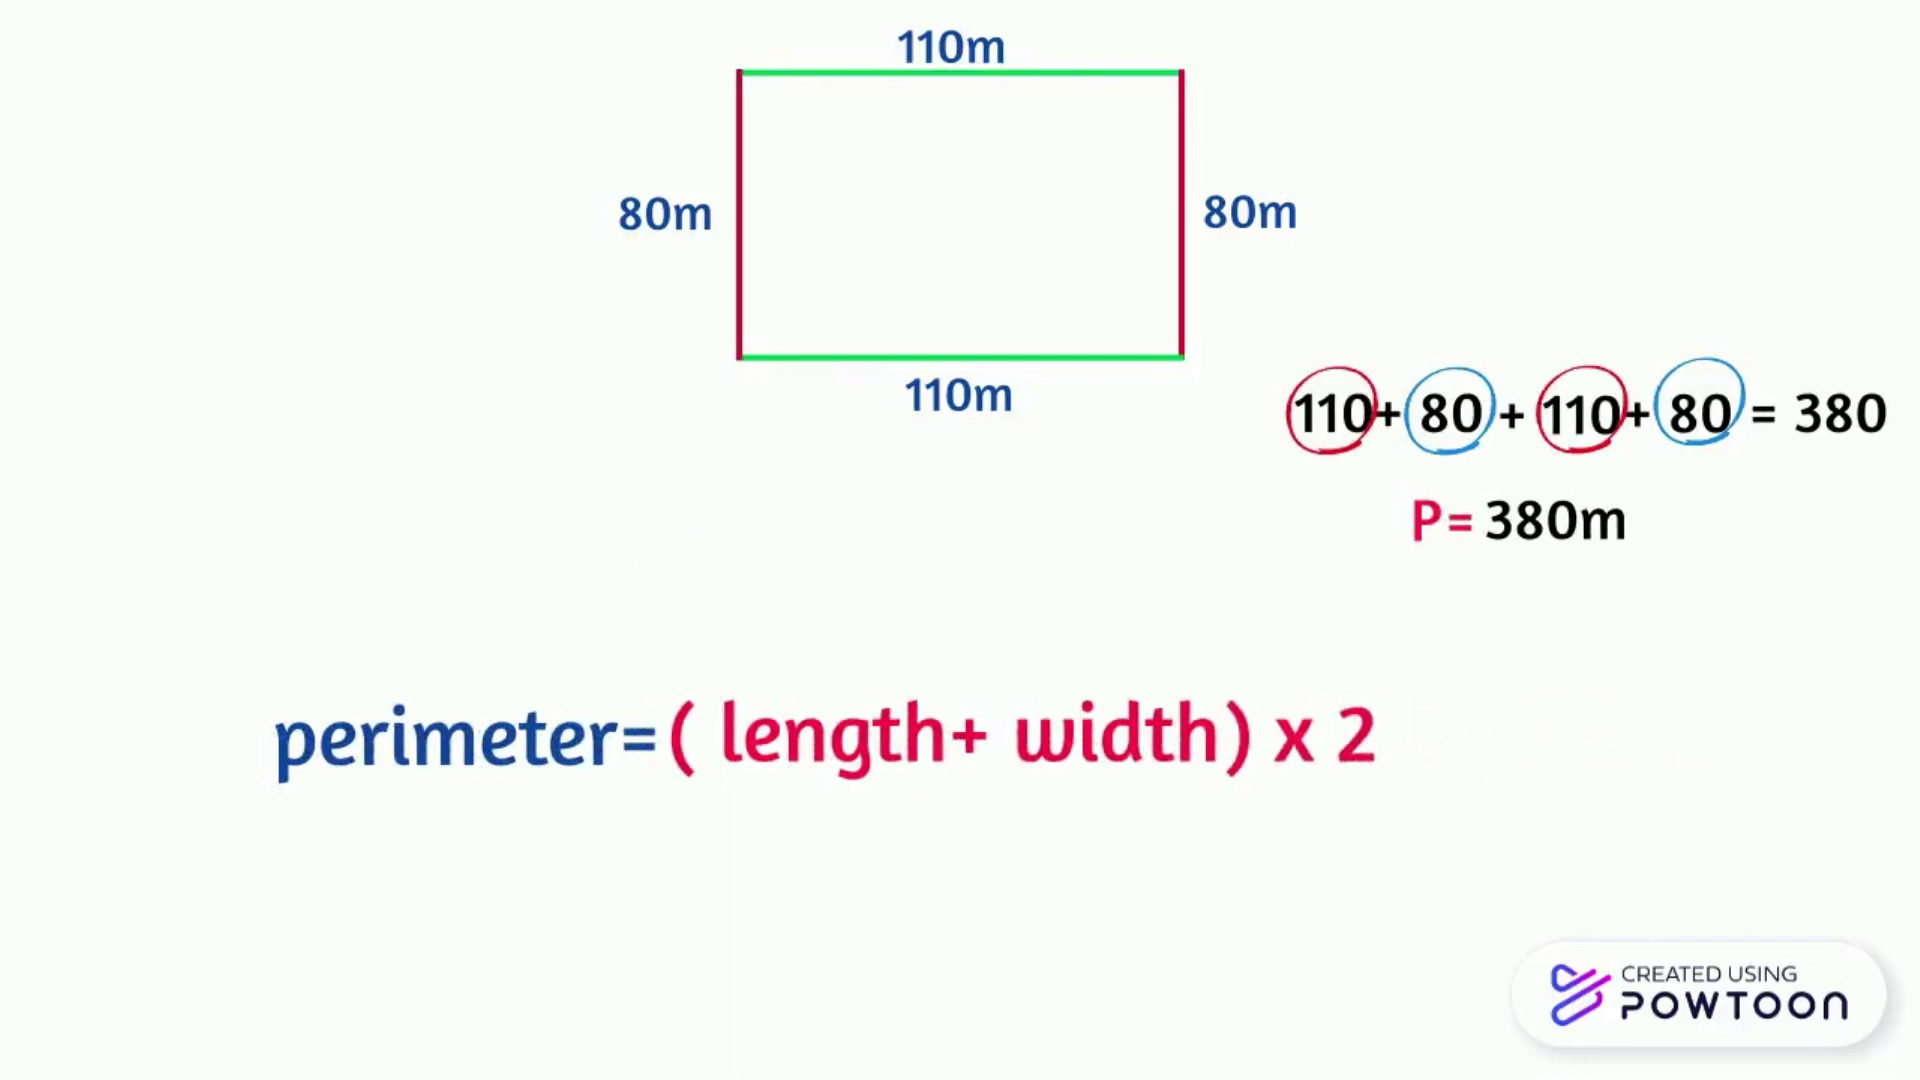 110m
80m
80m
110m
110+ 80 + 110+ 80 = 380
P= 380m
perimeter=( length+ width) x 2
CREATED USING
POWTOON